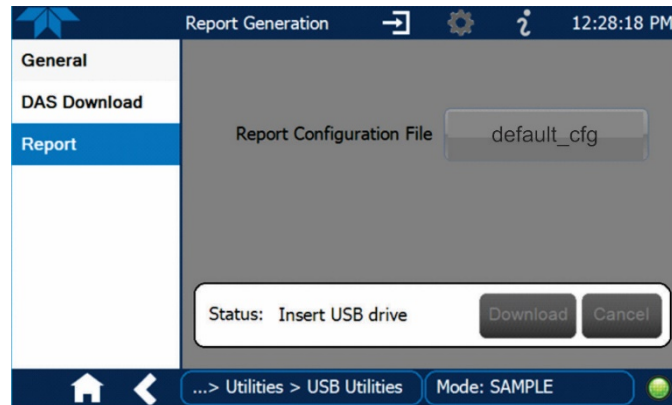 Report Generation 12:28:18 PM
General
DAS Download
Report
Report Configuration File default_cfg
Status: Insert USB drive Download Cancel
...> Utilities > USB Utilities Mode: SAMPLE